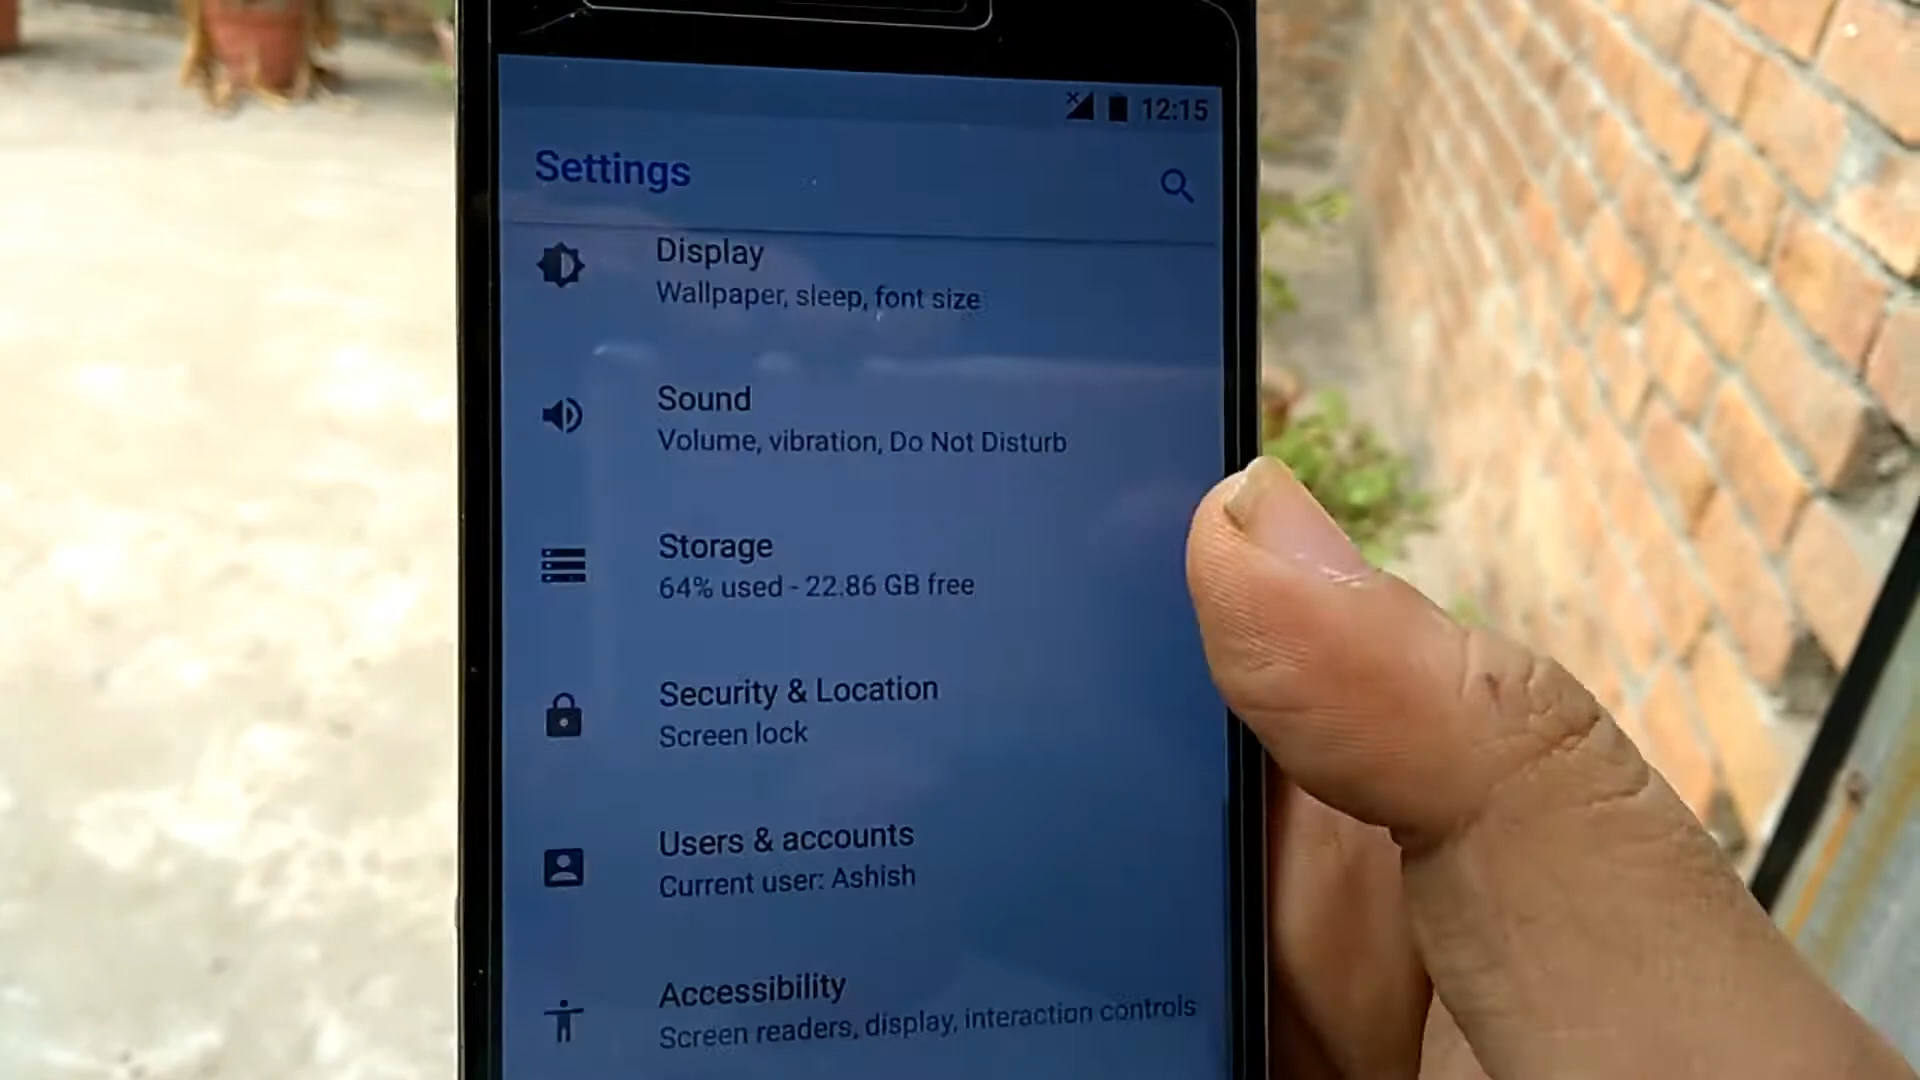 12:15
Settings
Display
Wallpaper, sleep, font size
Sound
Volume, vibration, Do Not Disturb
Storage
64% used - 22.86 GB free
Security & Location
Screen lock
Users & accounts
Current user: Ashish
Accessibility
Screen readers, display, interaction controls